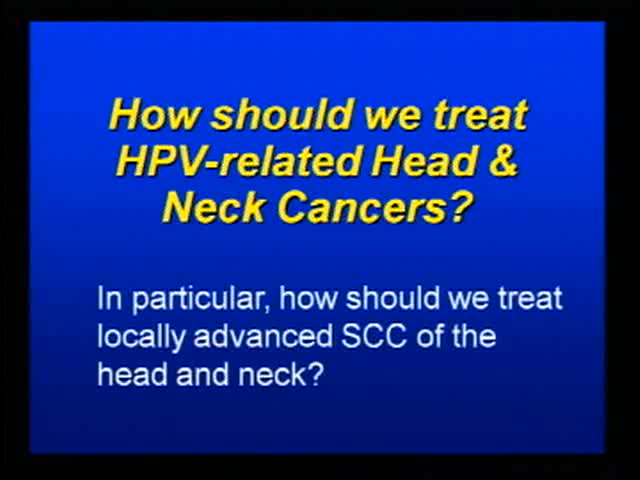 How should we treat
HPV-related Head &
Neck Cancers?
In particular, how should we treat
locally advanced SCC of the
head and neck?